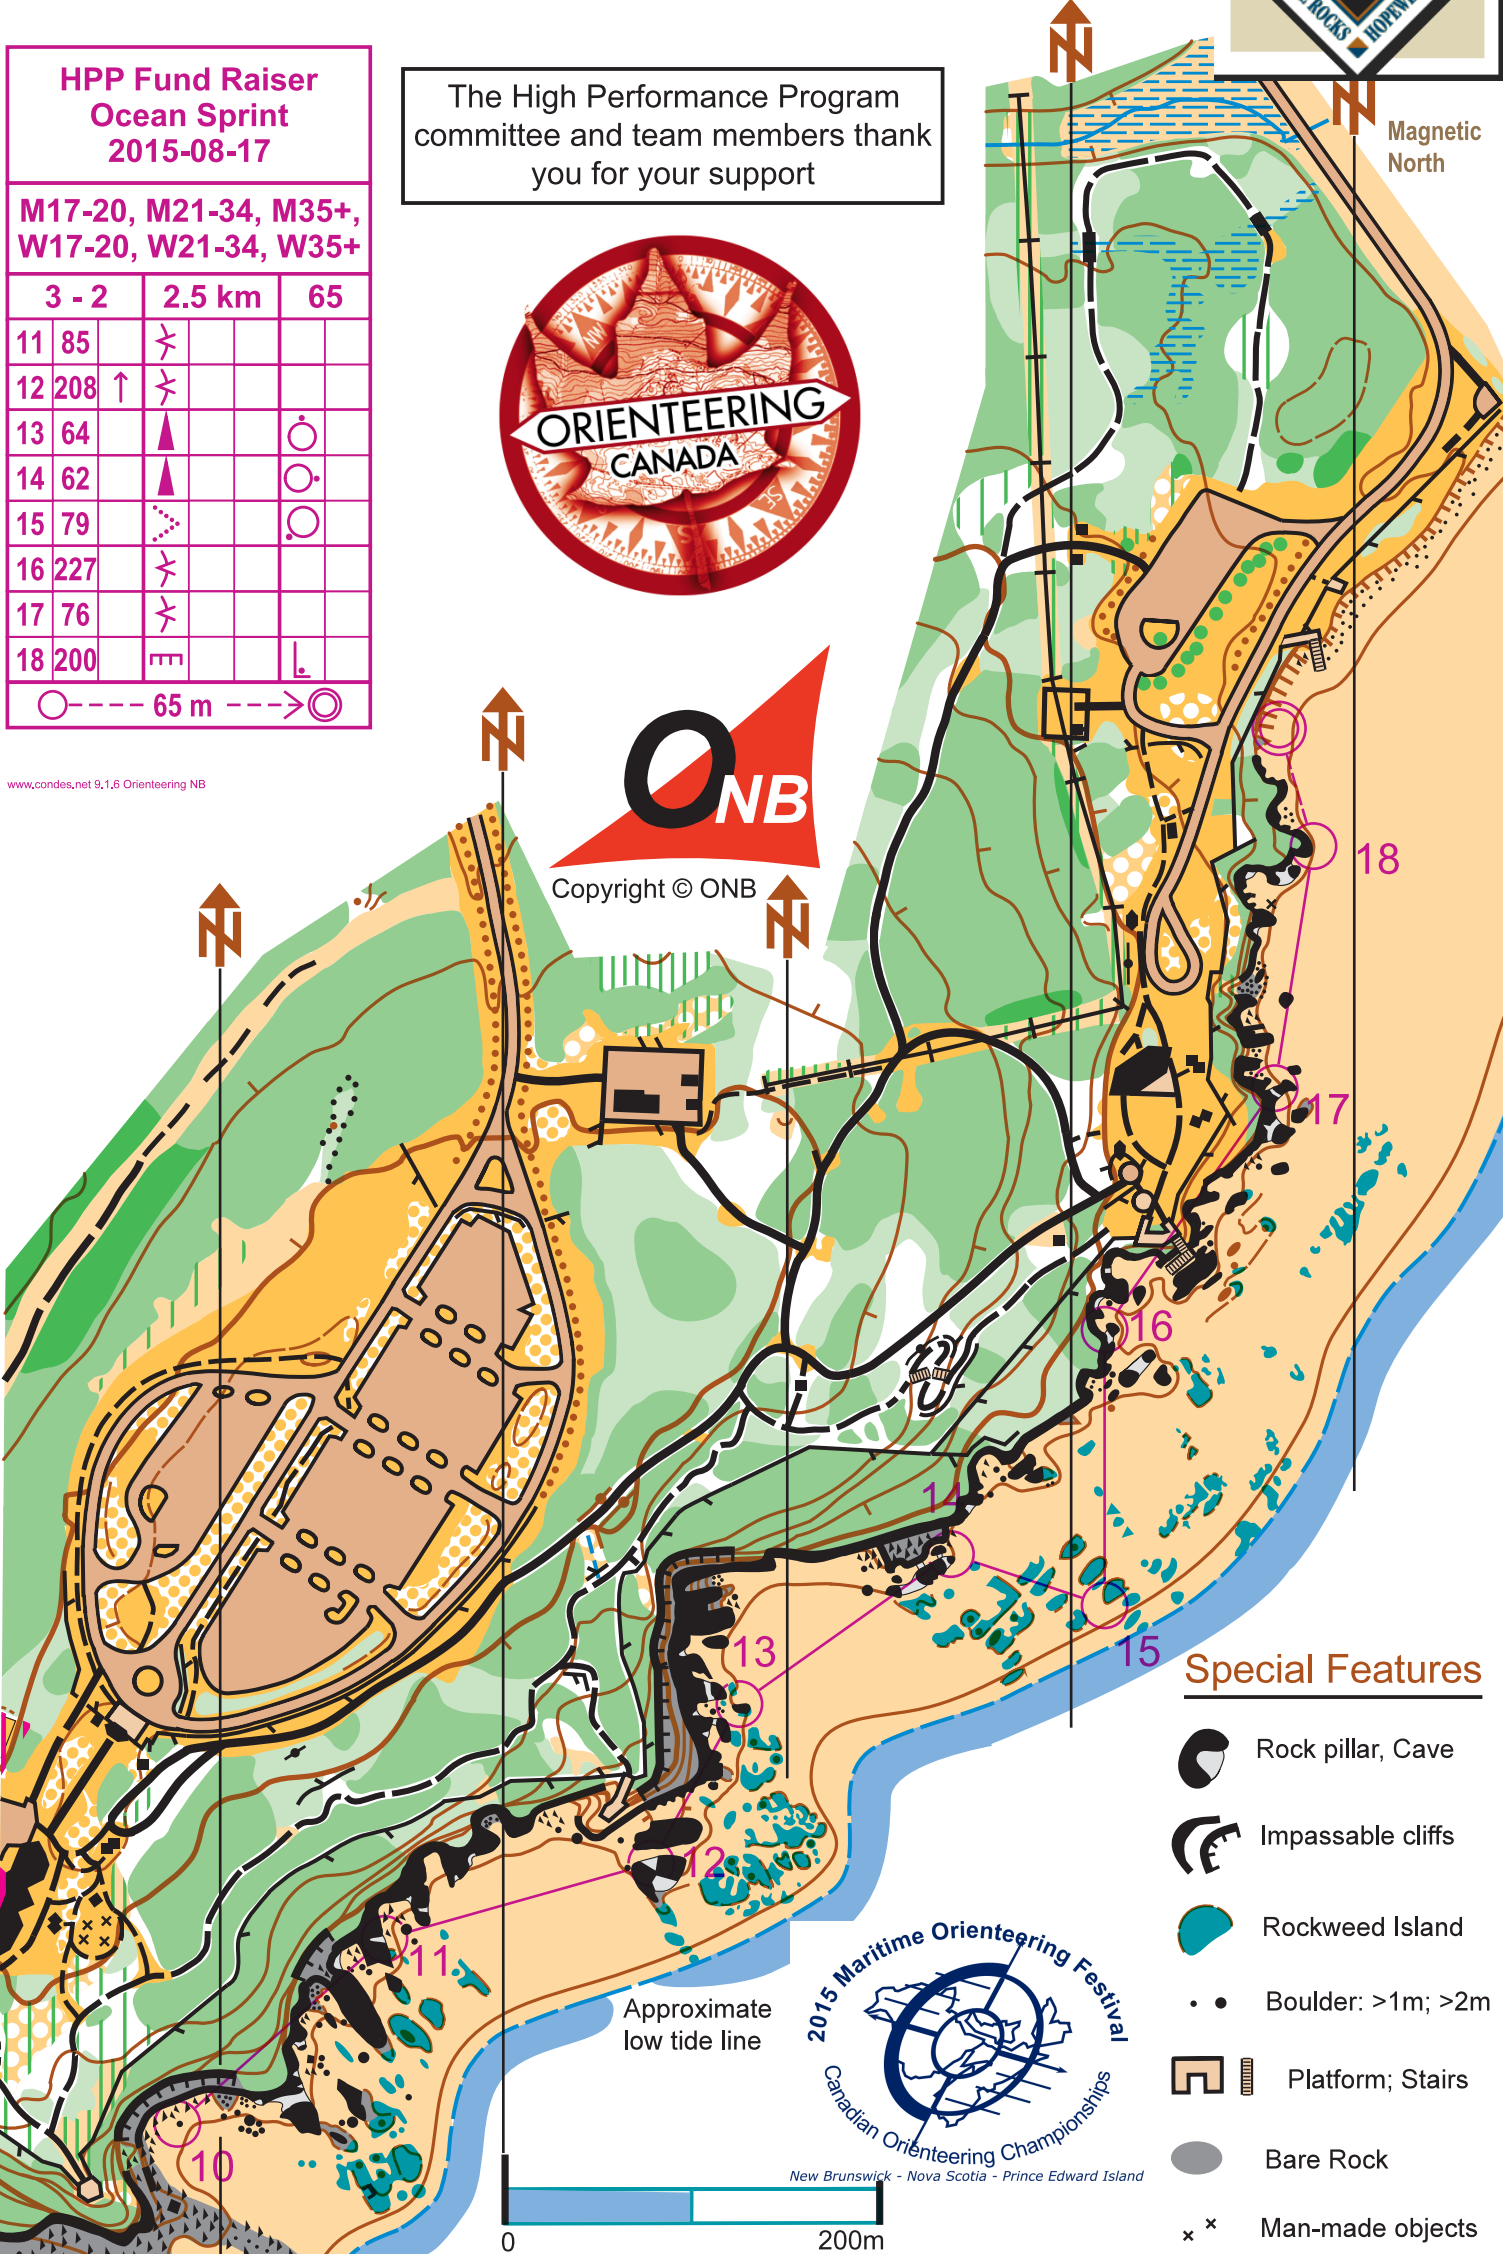 E ROCKS HOPEW
HPP Fund Raiser
Ocean Sprint
2015-08-17
M17-20, M21-34, M35+,
W17-20, W21-34, W35+
3 - 2 2.5 km 65
11 85
12 208 ↑
13 64
14 62
15 79
16 227
17 76
18 200
65 m
www.condes.net 9.1.6 Orienteering NB
The High Performance Program
committee and team members thank
you for your support
NW
ORIENTEERING
CANADA
S
N
N
Magnetic
North
N
N
N
ONB
Copyright © ONB
18
17
16
14
15
13
12
11
10
Special Features
Rock pillar, Cave
Impassable cliffs
Rockweed Island
Boulder: >1m; >2m
Platform; Stairs
Bare Rock
Man-made objects
Approximate
low tide line
2015 Maritime Orienteering Festival
Canadian Orienteering Championships
New Brunswick - Nova Scotia - Prince Edward Island
0 200m